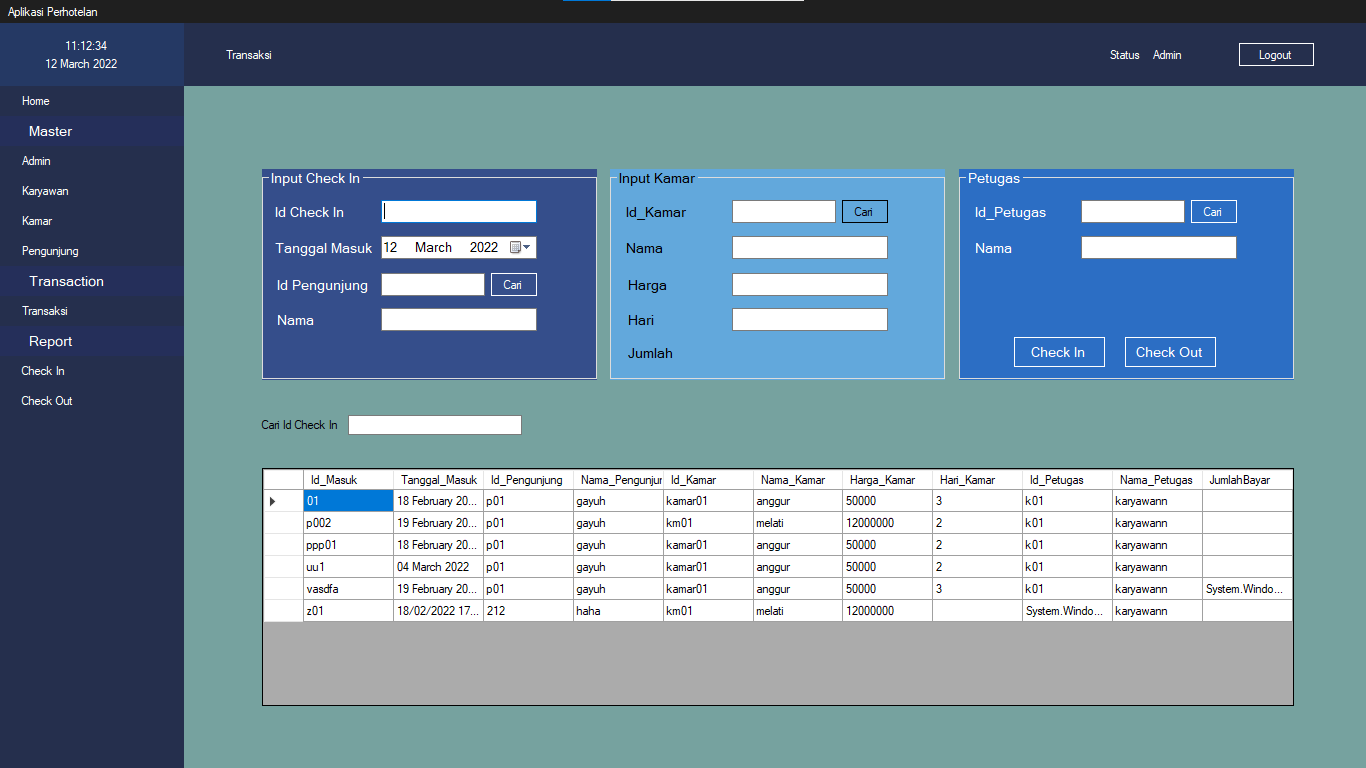 Aplikasi Perhotelan
11:12:34
12 March 2022
Transaksi
Status Admin
Logout
Home
Master
Admin
Karyawan
Kamar
Pengunjung
Transaction
Transaksi
Report
Check In
Check Out
Input Check In
Id Check In
Tanggal Masuk 12 March 2022
Id Pengunjung Cari
Nama
Input Kamar
Id_Kamar Cari
Nama
Harga
Hari
Jumlah
Petugas
Id_Petugas Cari
Nama
Check In Check Out
Cari Id Check In
Id_Masuk Tanggal_Masuk Id_Pengunjung Nama_Pengunjur Id_Kamar Nama_Kamar Harga_Kamar Hari_Kamar Id_Petugas Nama_Petugas JumlahBayar
01 18 February 20... p01 gayuh kamar01 anggur 50000 3 k01 karyawann
p002 19 February 20... p01 gayuh km01 melati 12000000 2 k01 karyawann
ppp01 18 February 20... p01 gayuh kamar01 anggur 50000 2 k01 karyawann
uu1 04 March 2022 p01 gayuh kamar01 anggur 50000 2 k01 karyawann
vasdfa 19 February 20... p01 gayuh kamar01 anggur 50000 3 k01 karyawann System.Windo...
z01 18/02/2022 17... 212 haha km01 melati 12000000 System.Windo... karyawann